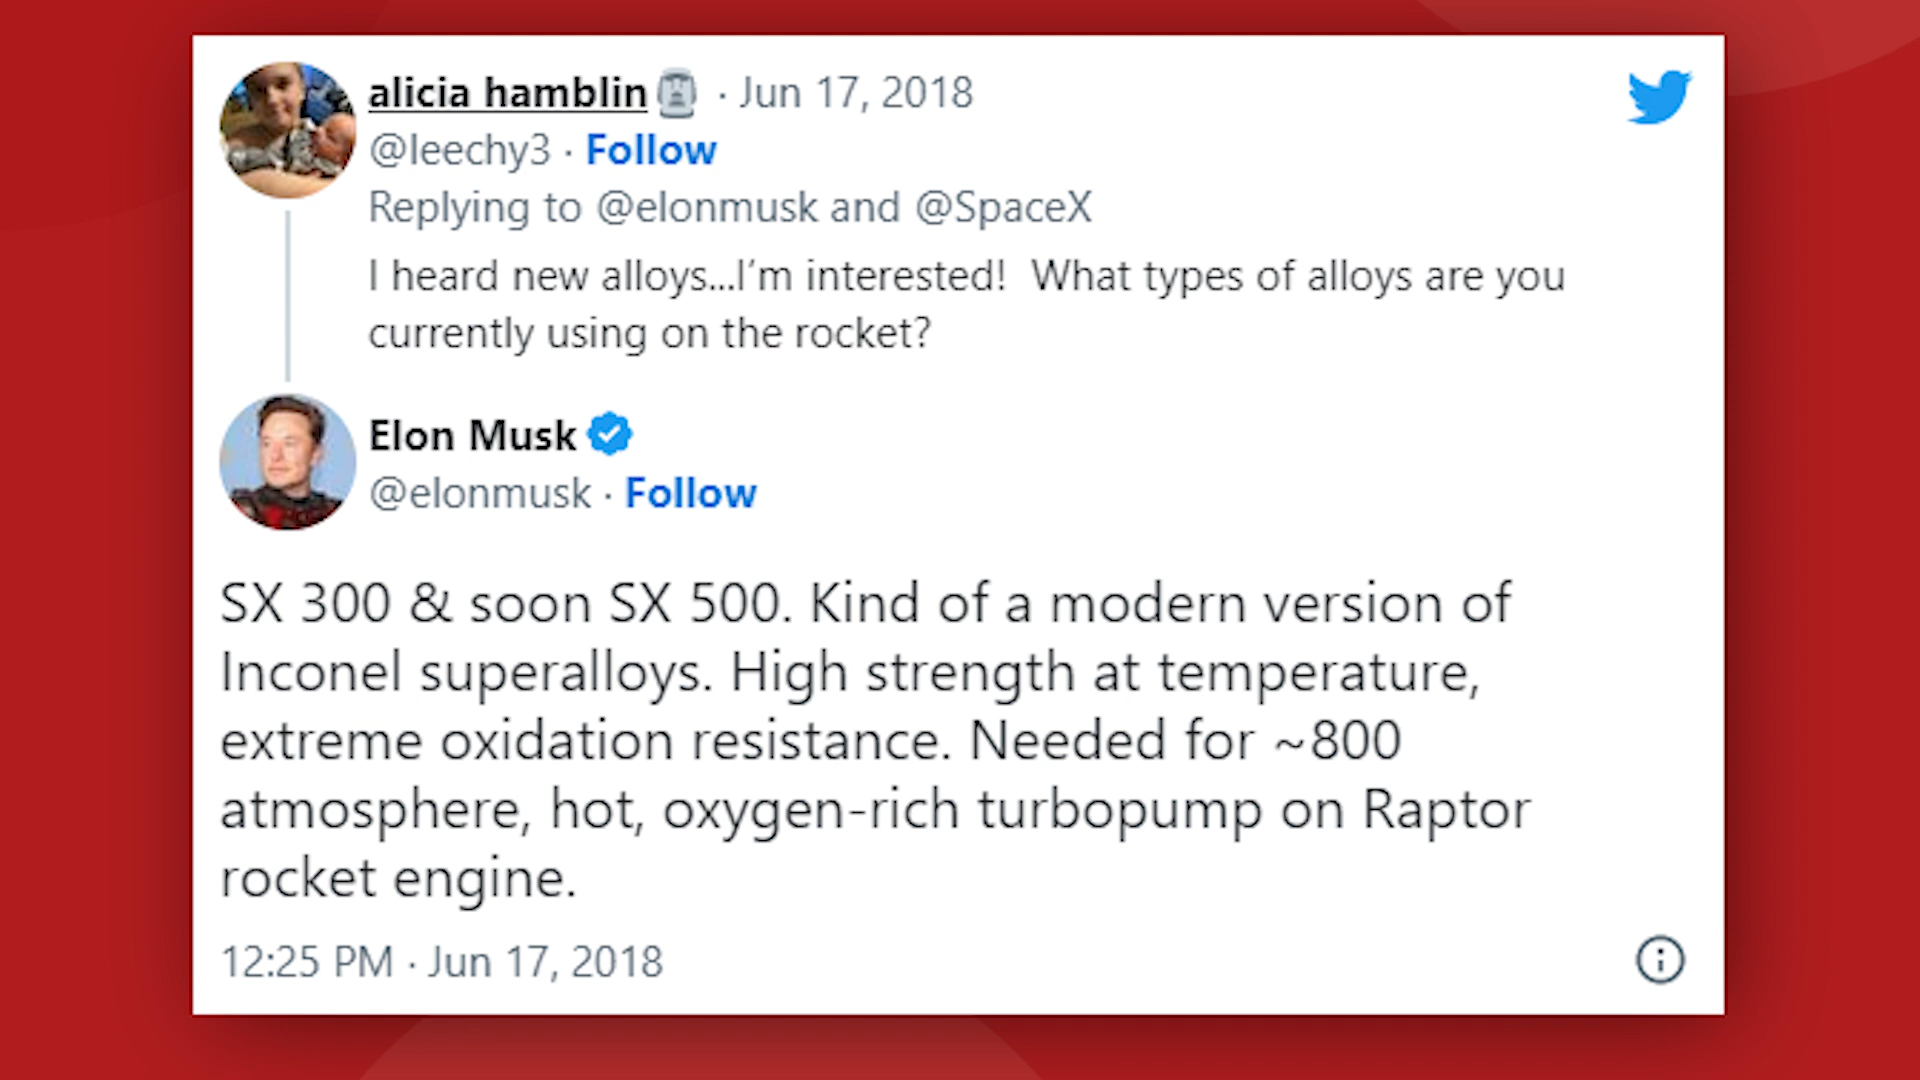 alicia hamblin · Jun 17, 2018
@leechy3 · Follow
Replying to @elonmusk and @SpaceX
I heard new alloys...I'm interested!  What types of alloys are you
currently using on the rocket?
Elon Musk
@elonmusk · Follow
SX 300 & soon SX 500. Kind of a modern version of
Inconel superalloys. High strength at temperature,
extreme oxidation resistance. Needed for ~800
atmosphere, hot, oxygen-rich turbopump on Raptor
rocket engine.
12:25 PM · Jun 17, 2018